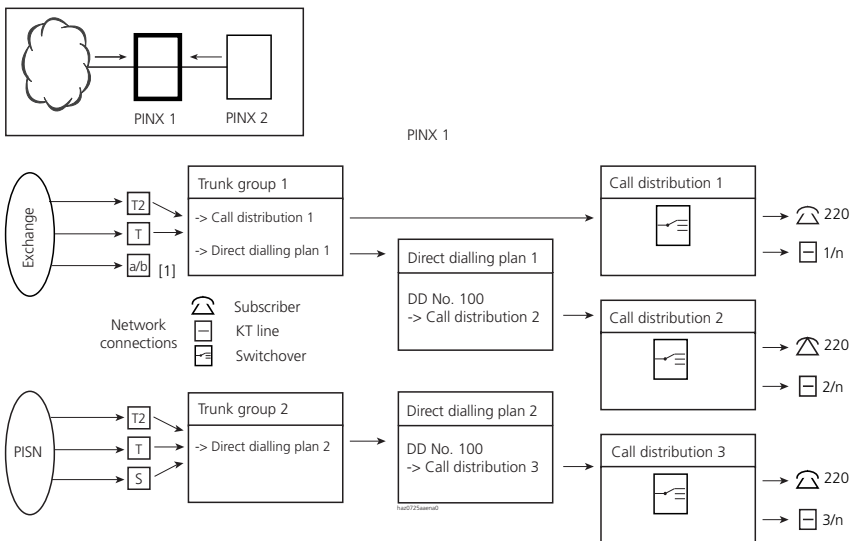 PINX 1
PINX 2
PINX 1
Exchange
T2
T
a/b
[1]
Trunk group 1
-> Call distribution 1
-> Direct dialling plan 1
Direct dialling plan 1
DD No. 100
-> Call distribution 2
Call distribution 1
220
1/n
Call distribution 2
220
2/n
Network
connections
Subscriber
KT line
Switchover
PISN
T2
T
S
Trunk group 2
-> Direct dialling plan 2
Direct dialling plan 2
DD No. 100
-> Call distribution 3
haz0725aaena0
Call distribution 3
220
3/n